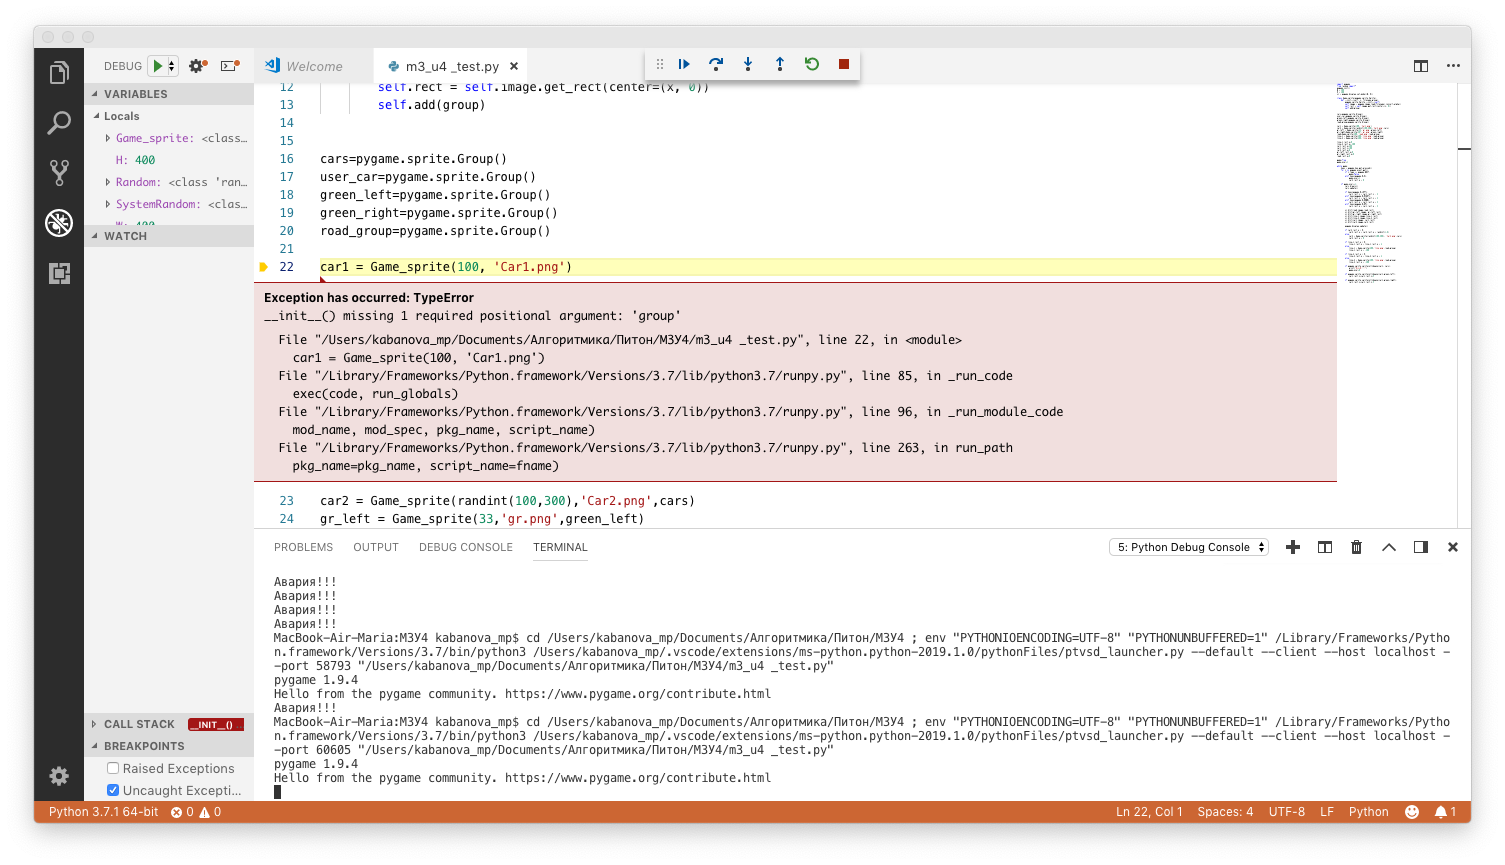 DEBUG
Welcome
m3_u4 _test.py
VARIABLES
Locals
Game_sprite: <class…
H: 400
Random: <class 'ran…
SystemRandom: <clas…
W: 400
WATCH
12 self.rect = self.image.get_rect(center=(x, 0))
13 self.add(group)
14
15
16 cars=pygame.sprite.Group()
17 user_car=pygame.sprite.Group()
18 green_left=pygame.sprite.Group()
19 green_right=pygame.sprite.Group()
20 road_group=pygame.sprite.Group()
21
22 car1 = Game_sprite(100, 'Car1.png')
Exception has occurred: TypeError
__init__() missing 1 required positional argument: 'group'
File "/Users/kabanova_mp/Documents/Алгоритмика/Питон/М3У4/m3_u4 _test.py", line 22, in <module>
car1 = Game_sprite(100, 'Car1.png')
File "/Library/Frameworks/Python.framework/Versions/3.7/lib/python3.7/runpy.py", line 85, in _run_code
exec(code, run_globals)
File "/Library/Frameworks/Python.framework/Versions/3.7/lib/python3.7/runpy.py", line 96, in _run_module_code
mod_name, mod_spec, pkg_name, script_name)
File "/Library/Frameworks/Python.framework/Versions/3.7/lib/python3.7/runpy.py", line 263, in run_path
pkg_name=pkg_name, script_name=fname)
23 car2 = Game_sprite(randint(100,300),'Car2.png',cars)
24 gr_left = Game_sprite(33,'gr.png',green_left)
PROBLEMS OUTPUT DEBUG CONSOLE TERMINAL
5: Python Debug Console
Авария!!!
Авария!!!
Авария!!!
Авария!!!
MacBook-Air-Maria:М3У4 kabanova_mp$ cd /Users/kabanova_mp/Documents/Алгоритмика/Питон/М3У4 ; env "PYTHONIOENCODING=UTF-8" "PYTHONUNBUFFERED=1" /Library/Frameworks/Pytho
n.framework/Versions/3.7/bin/python3 /Users/kabanova_mp/.vscode/extensions/ms-python.python-2019.1.0/pythonFiles/ptvsd_launcher.py --default --client --host localhost -
-port 58793 "/Users/kabanova_mp/Documents/Алгоритмика/Питон/М3У4/m3_u4 _test.py"
pygame 1.9.4
Hello from the pygame community. https://www.pygame.org/contribute.html
Авария!!!
MacBook-Air-Maria:М3У4 kabanova_mp$ cd /Users/kabanova_mp/Documents/Алгоритмика/Питон/М3У4 ; env "PYTHONIOENCODING=UTF-8" "PYTHONUNBUFFERED=1" /Library/Frameworks/Pytho
n.framework/Versions/3.7/bin/python3 /Users/kabanova_mp/.vscode/extensions/ms-python.python-2019.1.0/pythonFiles/ptvsd_launcher.py --default --client --host localhost -
-port 60605 "/Users/kabanova_mp/Documents/Алгоритмика/Питон/М3У4/m3_u4 _test.py"
pygame 1.9.4
Hello from the pygame community. https://www.pygame.org/contribute.html
CALL STACK __INIT__()
BREAKPOINTS
Raised Exceptions
Uncaught Excepti…
Python 3.7.1 64-bit 0 0
Ln 22, Col 1 Spaces: 4 UTF-8 LF Python 1